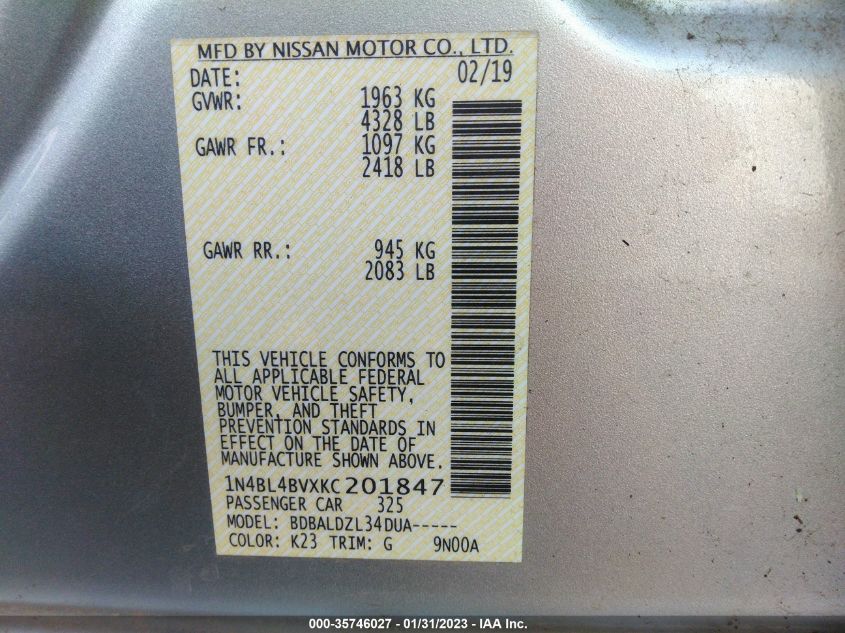 MFD BY NISSAN MOTOR CO., LTD.
DATE: 02/19
GVWR: 1963 KG
4328 LB
GAWR FR.: 1097 KG
2418 LB
GAWR RR.: 945 KG
2083 LB
THIS VEHICLE CONFORMS TO
ALL APPLICABLE FEDERAL
MOTOR VEHICLE SAFETY,
BUMPER, AND THEFT
PREVENTION STANDARDS IN
EFFECT ON THE DATE OF
MANUFACTURE SHOWN ABOVE.
1N4BL4BVXKC201847
PASSENGER CAR 325
MODEL: BDBALDZL34DUA-----
COLOR: K23 TRIM: G 9N00A
000-35746027 - 01/31/2023 - IAA Inc.